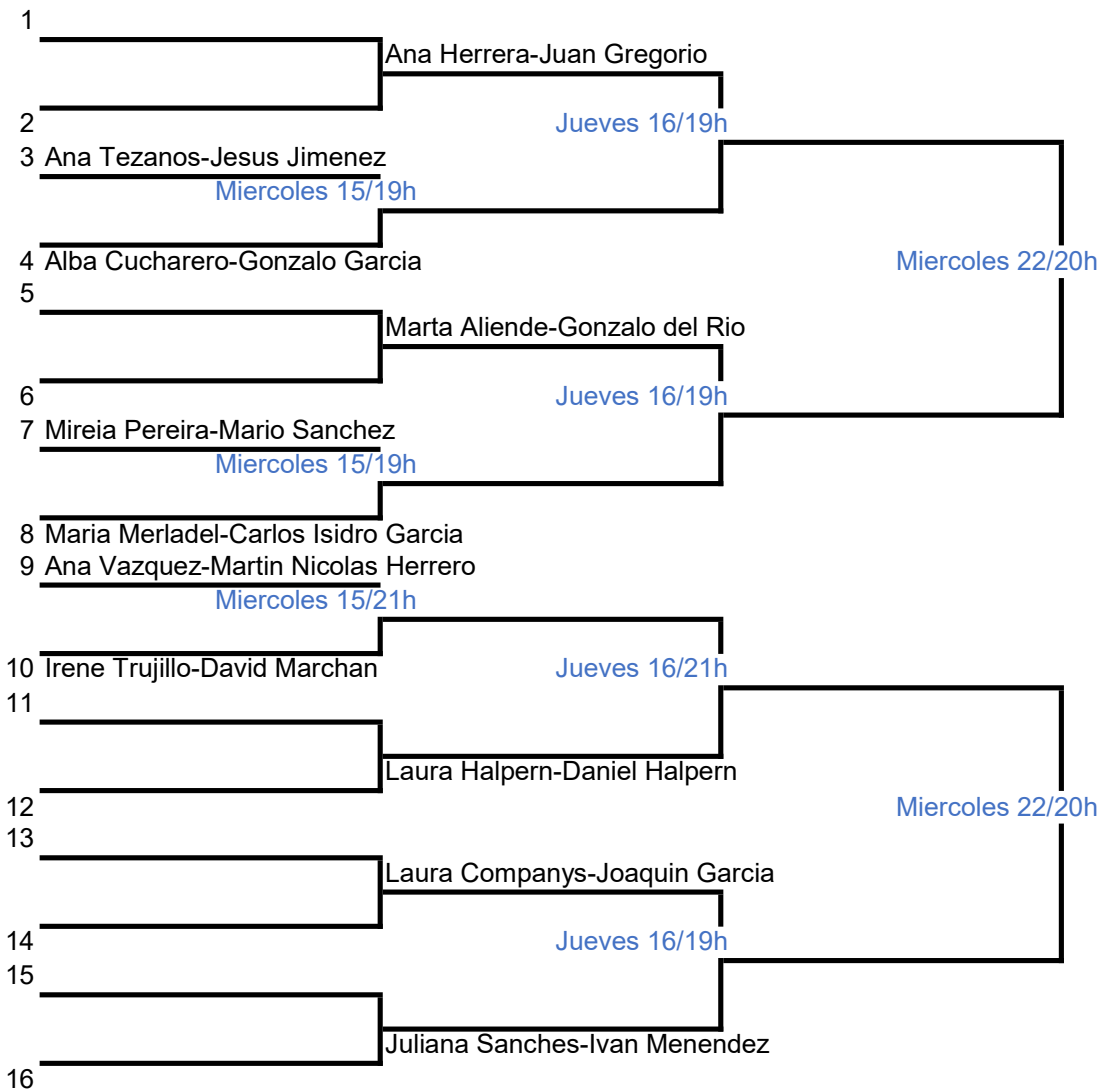 1
Ana Herrera-Juan Gregorio
2
Jueves 16/19h
3 Ana Tezanos-Jesus Jimenez
Miercoles 15/19h
4 Alba Cucharero-Gonzalo Garcia
Miercoles 22/20h
5
Marta Aliende-Gonzalo del Rio
6
Jueves 16/19h
7 Mireia Pereira-Mario Sanchez
Miercoles 15/19h
8 Maria Merladel-Carlos Isidro Garcia
9 Ana Vazquez-Martin Nicolas Herrero
Miercoles 15/21h
10 Irene Trujillo-David Marchan
Jueves 16/21h
11
Laura Halpern-Daniel Halpern
12
Miercoles 22/20h
13
Laura Companys-Joaquin Garcia
14
Jueves 16/19h
15
Juliana Sanches-Ivan Menendez
16